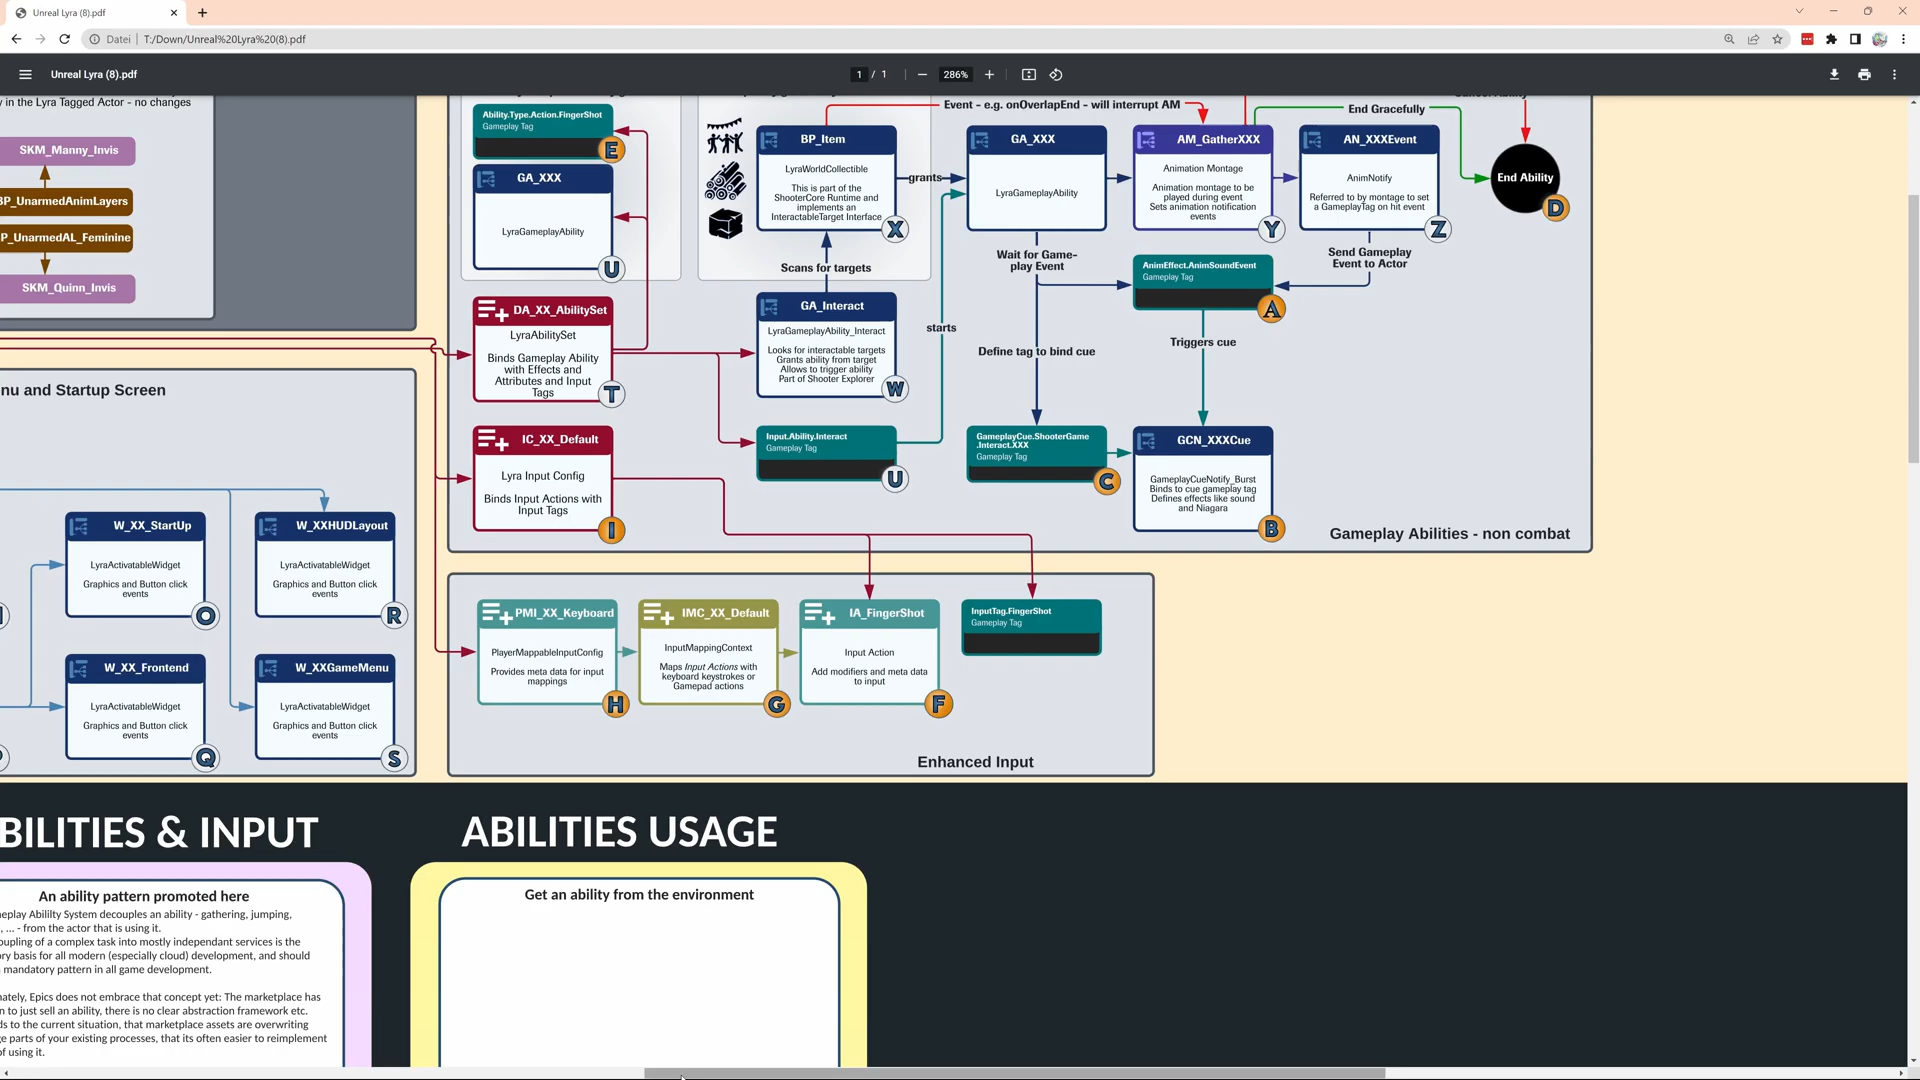 Unreal Lyra (8).pdf
Datei
T:/Down/Unreal%20Lyra%20(8).pdf
Unreal Lyra (8).pdf
1 / 1
286%
y in the Lyra Tagged Actor - no changes
SKM_Manny_Invis
BP_UnarmedAnimLayers
P_UnarmedAL_Feminine
SKM_Quinn_Invis
Ability.Type.Action.FingerShot
Gameplay Tag
E
GA_XXX
LyraGameplayAbility
U
DA_XX_AbilitySet
LyraAbilitySet
Binds Gameplay Ability
with Effects and
Attributes and Input
Tags
T
IC_XX_Default
Lyra Input Config
Binds Input Actions with
Input Tags
I
BP_Item
LyraWorldCollectible
This is part of the
ShooterCore Runtime and
implements an
InteractableTarget Interface
X
Scans for targets
GA_Interact
LyraGameplayAbility_Interact
Looks for interactable targets
Grants ability from target
Allows to trigger ability
Part of Shooter Explorer
W
Input.Ability.Interact
Gameplay Tag
U
Event - e.g. onOverlapEnd - will interrupt AM
grants
starts
GA_XXX
LyraGameplayAbility
Wait for Game-
play Event
Define tag to bind cue
GameplayCue.ShooterGame
.Interact.XXX
Gameplay Tag
C
AM_GatherXXX
Animation Montage
Animation montage to be
played during event
Sets animation notification
events
Y
AnimEffect.AnimSoundEvent
Gameplay Tag
A
Triggers cue
GCN_XXXCue
GameplayCueNotify_Burst
Binds to cue gameplay tag
Defines effects like sound
and Niagara
B
End Gracefully
AN_XXXEvent
AnimNotify
Referred to by montage to set
a GameplayTag on hit event
Z
Send Gameplay
Event to Actor
End Ability
D
Gameplay Abilities - non combat
nu and Startup Screen
W_XX_StartUp
LyraActivatableWidget
Graphics and Button click
events
O
W_XXHUDLayout
LyraActivatableWidget
Graphics and Button click
events
R
W_XX_Frontend
LyraActivatableWidget
Graphics and Button click
events
Q
W_XXGameMenu
LyraActivatableWidget
Graphics and Button click
events
S
PMI_XX_Keyboard
PlayerMappableInputConfig
Provides meta data for input
mappings
H
IMC_XX_Default
InputMappingContext
Maps Input Actions with
keyboard keystrokes or
Gamepad actions
G
IA_FingerShot
Input Action
Add modifiers and meta data
to input
F
InputTag.FingerShot
Gameplay Tag
Enhanced Input
BILITIES & INPUT
An ability pattern promoted here
eplay Abililty System decouples an ability - gathering, jumping,
, ... - from the actor that is using it.
oupling of a complex task into mostly independant services is the
ory basis for all modern (especially cloud) development, and should
mandatory pattern in all game development.
nately, Epics does not embrace that concept yet: The marketplace has
n to just sell an ability, there is no clear abstraction framework etc.
ds to the current situation, that marketplace assets are overwriting
ge parts of your existing processes, that its often easier to reimplement
of using it.
ABILITIES USAGE
Get an ability from the environment